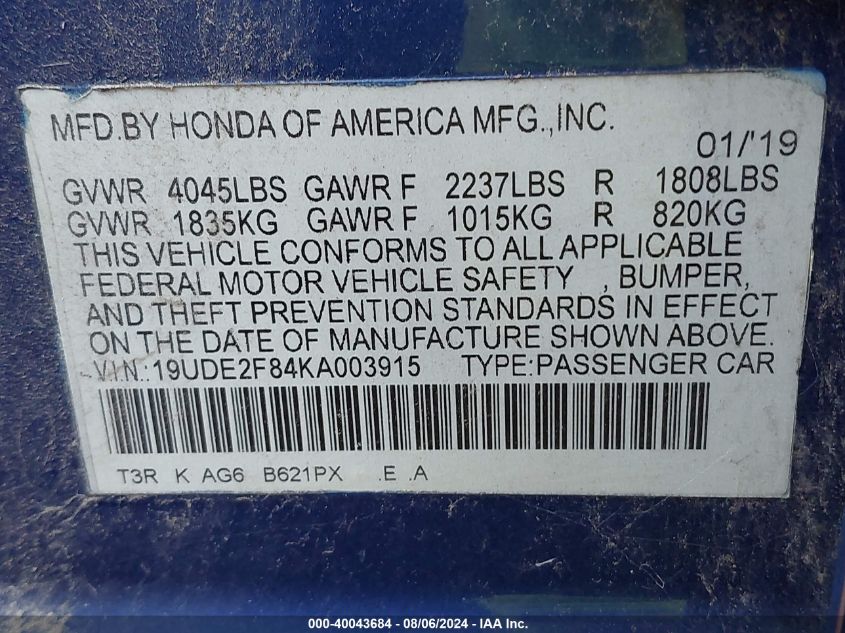 MFD.BY HONDA OF AMERICA MFG.,INC.
01/'19
GVWR 4045LBS GAWR F 2237LBS R 1808LBS
GVWR 1835KG GAWR F 1015KG R 820KG
THIS VEHICLE CONFORMS TO ALL APPLICABLE
FEDERAL MOTOR VEHICLE SAFETY , BUMPER,
AND THEFT PREVENTION STANDARDS IN EFFECT
ON THE DATE OF MANUFACTURE SHOWN ABOVE.
V.I.N.:19UDE2F84KA003915 TYPE:PASSENGER CAR
T3R K AG6 B621PX .E .A
000-40043684 - 08/06/2024 - IAA Inc.